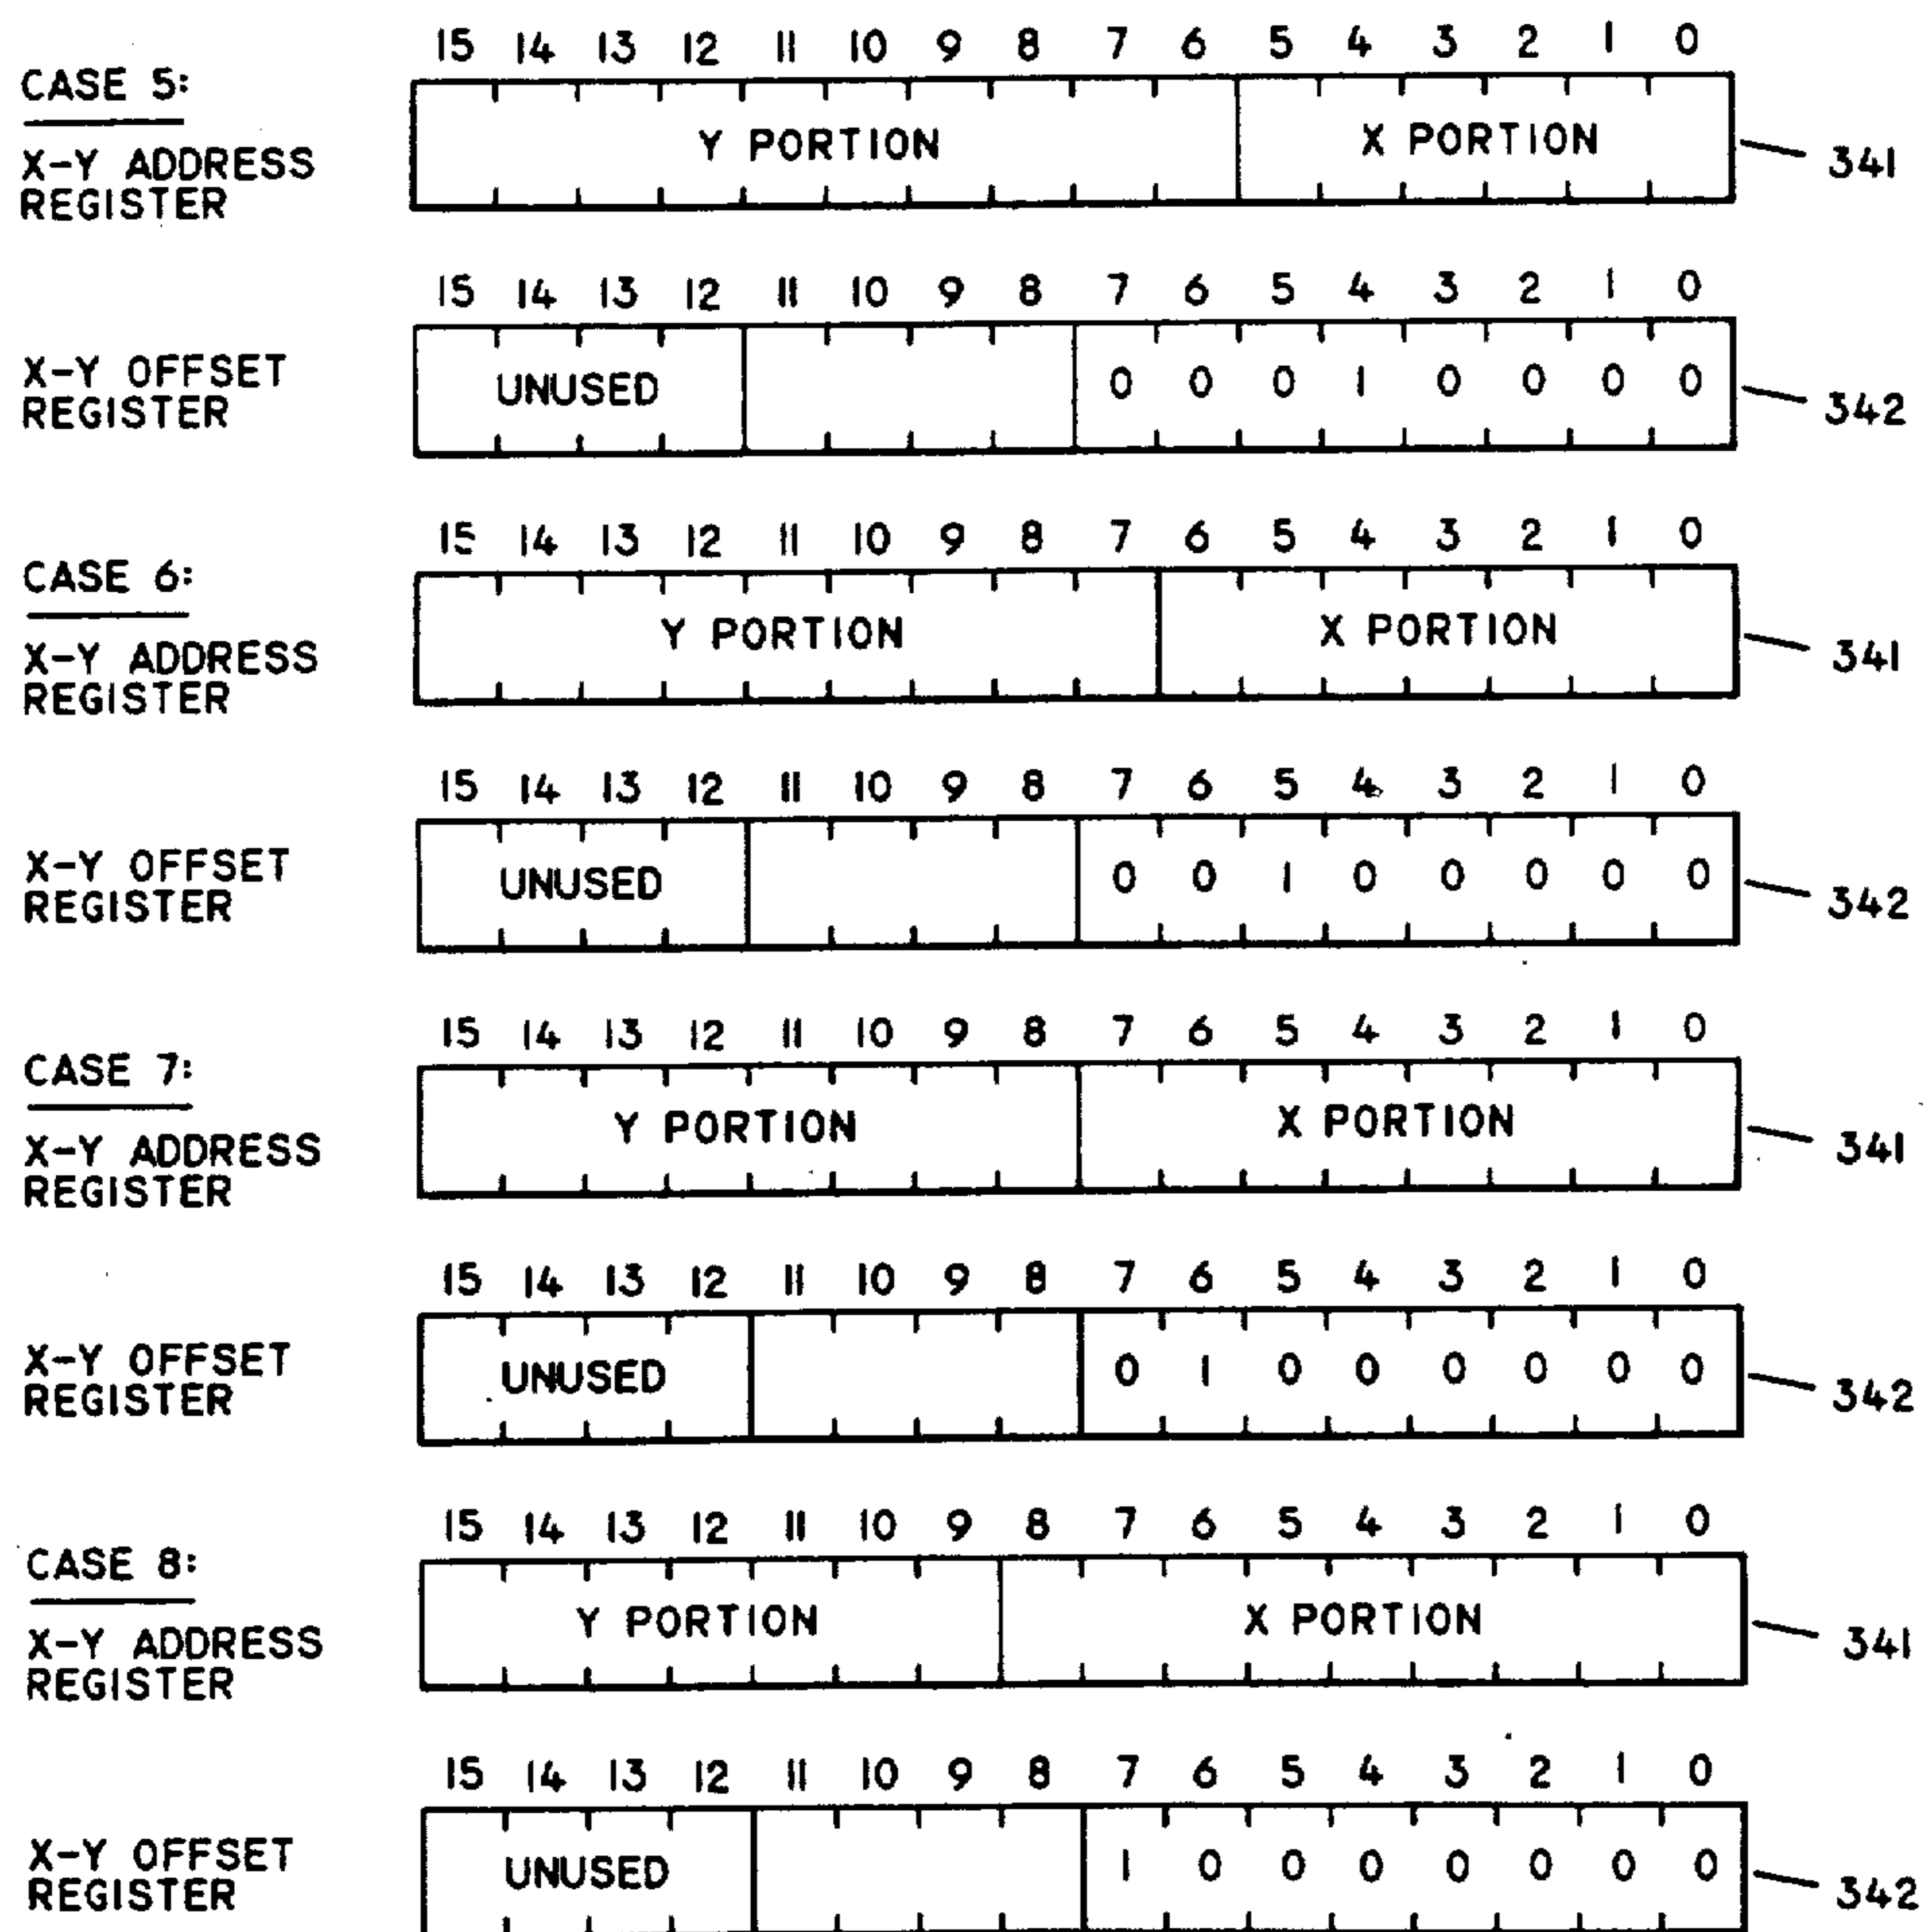 15 14 13 12 11 10 9 8 7 6 5 4 3 2 1 0
CASE 5:
X-Y ADDRESS
REGISTER
Y PORTION X PORTION 341
15 14 13 12 11 10 9 8 7 6 5 4 3 2 1 0
X-Y OFFSET
REGISTER
UNUSED 0 0 0 1 0 0 0 0 342
15 14 13 12 11 10 9 8 7 6 5 4 3 2 1 0
CASE 6:
X-Y ADDRESS
REGISTER
Y PORTION X PORTION 341
15 14 13 12 11 10 9 8 7 6 5 4 3 2 1 0
X-Y OFFSET
REGISTER
UNUSED 0 0 1 0 0 0 0 0 342
15 14 13 12 11 10 9 8 7 6 5 4 3 2 1 0
CASE 7:
X-Y ADDRESS
REGISTER
Y PORTION X PORTION 341
15 14 13 12 11 10 9 8 7 6 5 4 3 2 1 0
X-Y OFFSET
REGISTER
UNUSED 0 1 0 0 0 0 0 0 342
15 14 13 12 11 10 9 8 7 6 5 4 3 2 1 0
CASE 8:
X-Y ADDRESS
REGISTER
Y PORTION X PORTION 341
15 14 13 12 11 10 9 8 7 6 5 4 3 2 1 0
X-Y OFFSET
REGISTER
UNUSED 1 0 0 0 0 0 0 0 342